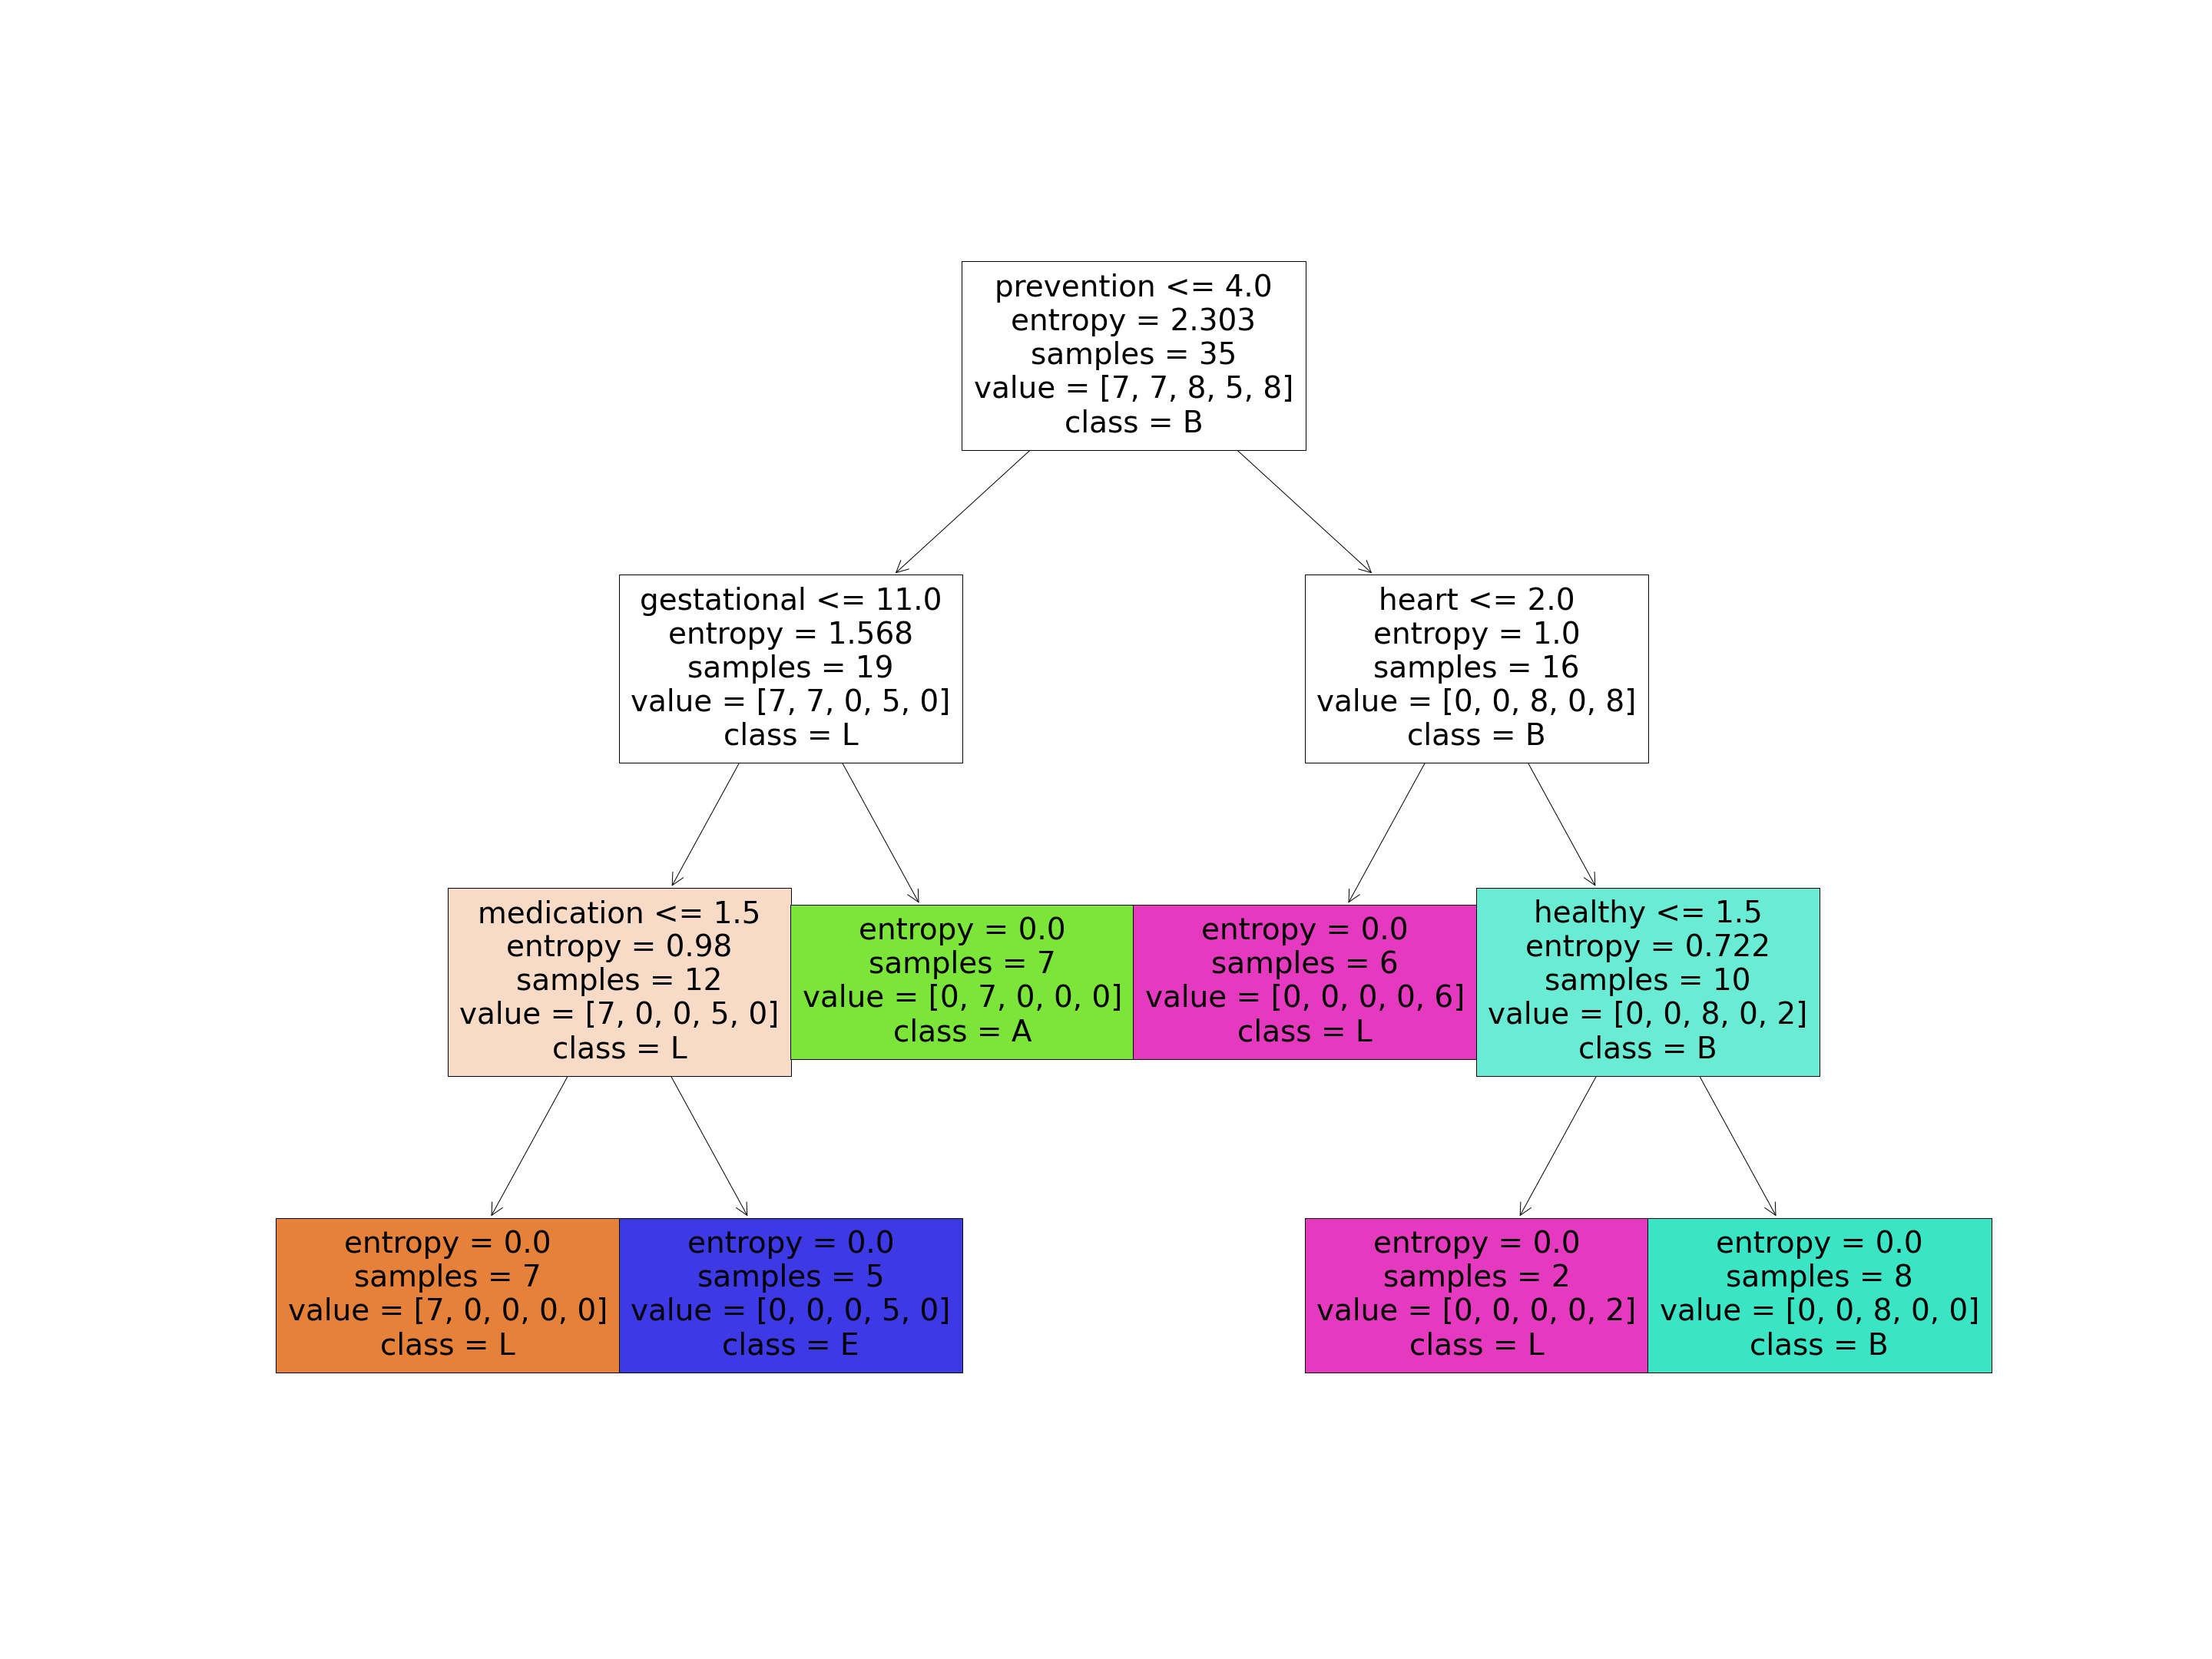 prevention <= 4.0
entropy = 2.303
samples = 35
value = [7, 7, 8, 5, 8]
class = B
gestational <= 11.0
entropy = 1.568
samples = 19
value = [7, 7, 0, 5, 0]
class = L
heart <= 2.0
entropy = 1.0
samples = 16
value = [0, 0, 8, 0, 8]
class = B
medication <= 1.5
entropy = 0.98
samples = 12
value = [7, 0, 0, 5, 0]
class = L
entropy = 0.0
samples = 7
value = [0, 7, 0, 0, 0]
class = A
entropy = 0.0
samples = 6
value = [0, 0, 0, 0, 6]
class = L
healthy <= 1.5
entropy = 0.722
samples = 10
value = [0, 0, 8, 0, 2]
class = B
entropy = 0.0
samples = 7
value = [7, 0, 0, 0, 0]
class = L
entropy = 0.0
samples = 5
value = [0, 0, 0, 5, 0]
class = E
entropy = 0.0
samples = 2
value = [0, 0, 0, 0, 2]
class = L
entropy = 0.0
samples = 8
value = [0, 0, 8, 0, 0]
class = B